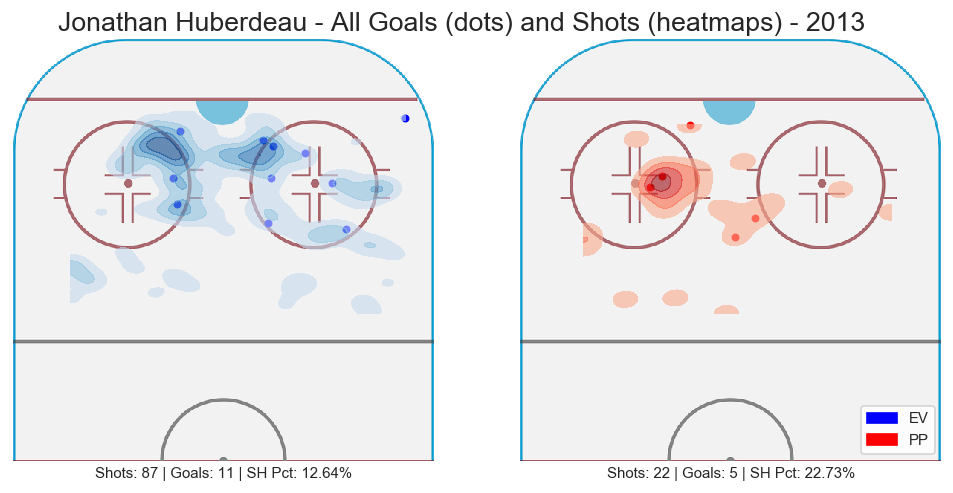 Jonathan Huberdeau - All Goals (dots) and Shots (heatmaps) - 2013
EV
PP
Shots: 87 | Goals: 11 | SH Pct: 12.64%
Shots: 22 | Goals: 5 | SH Pct: 22.73%